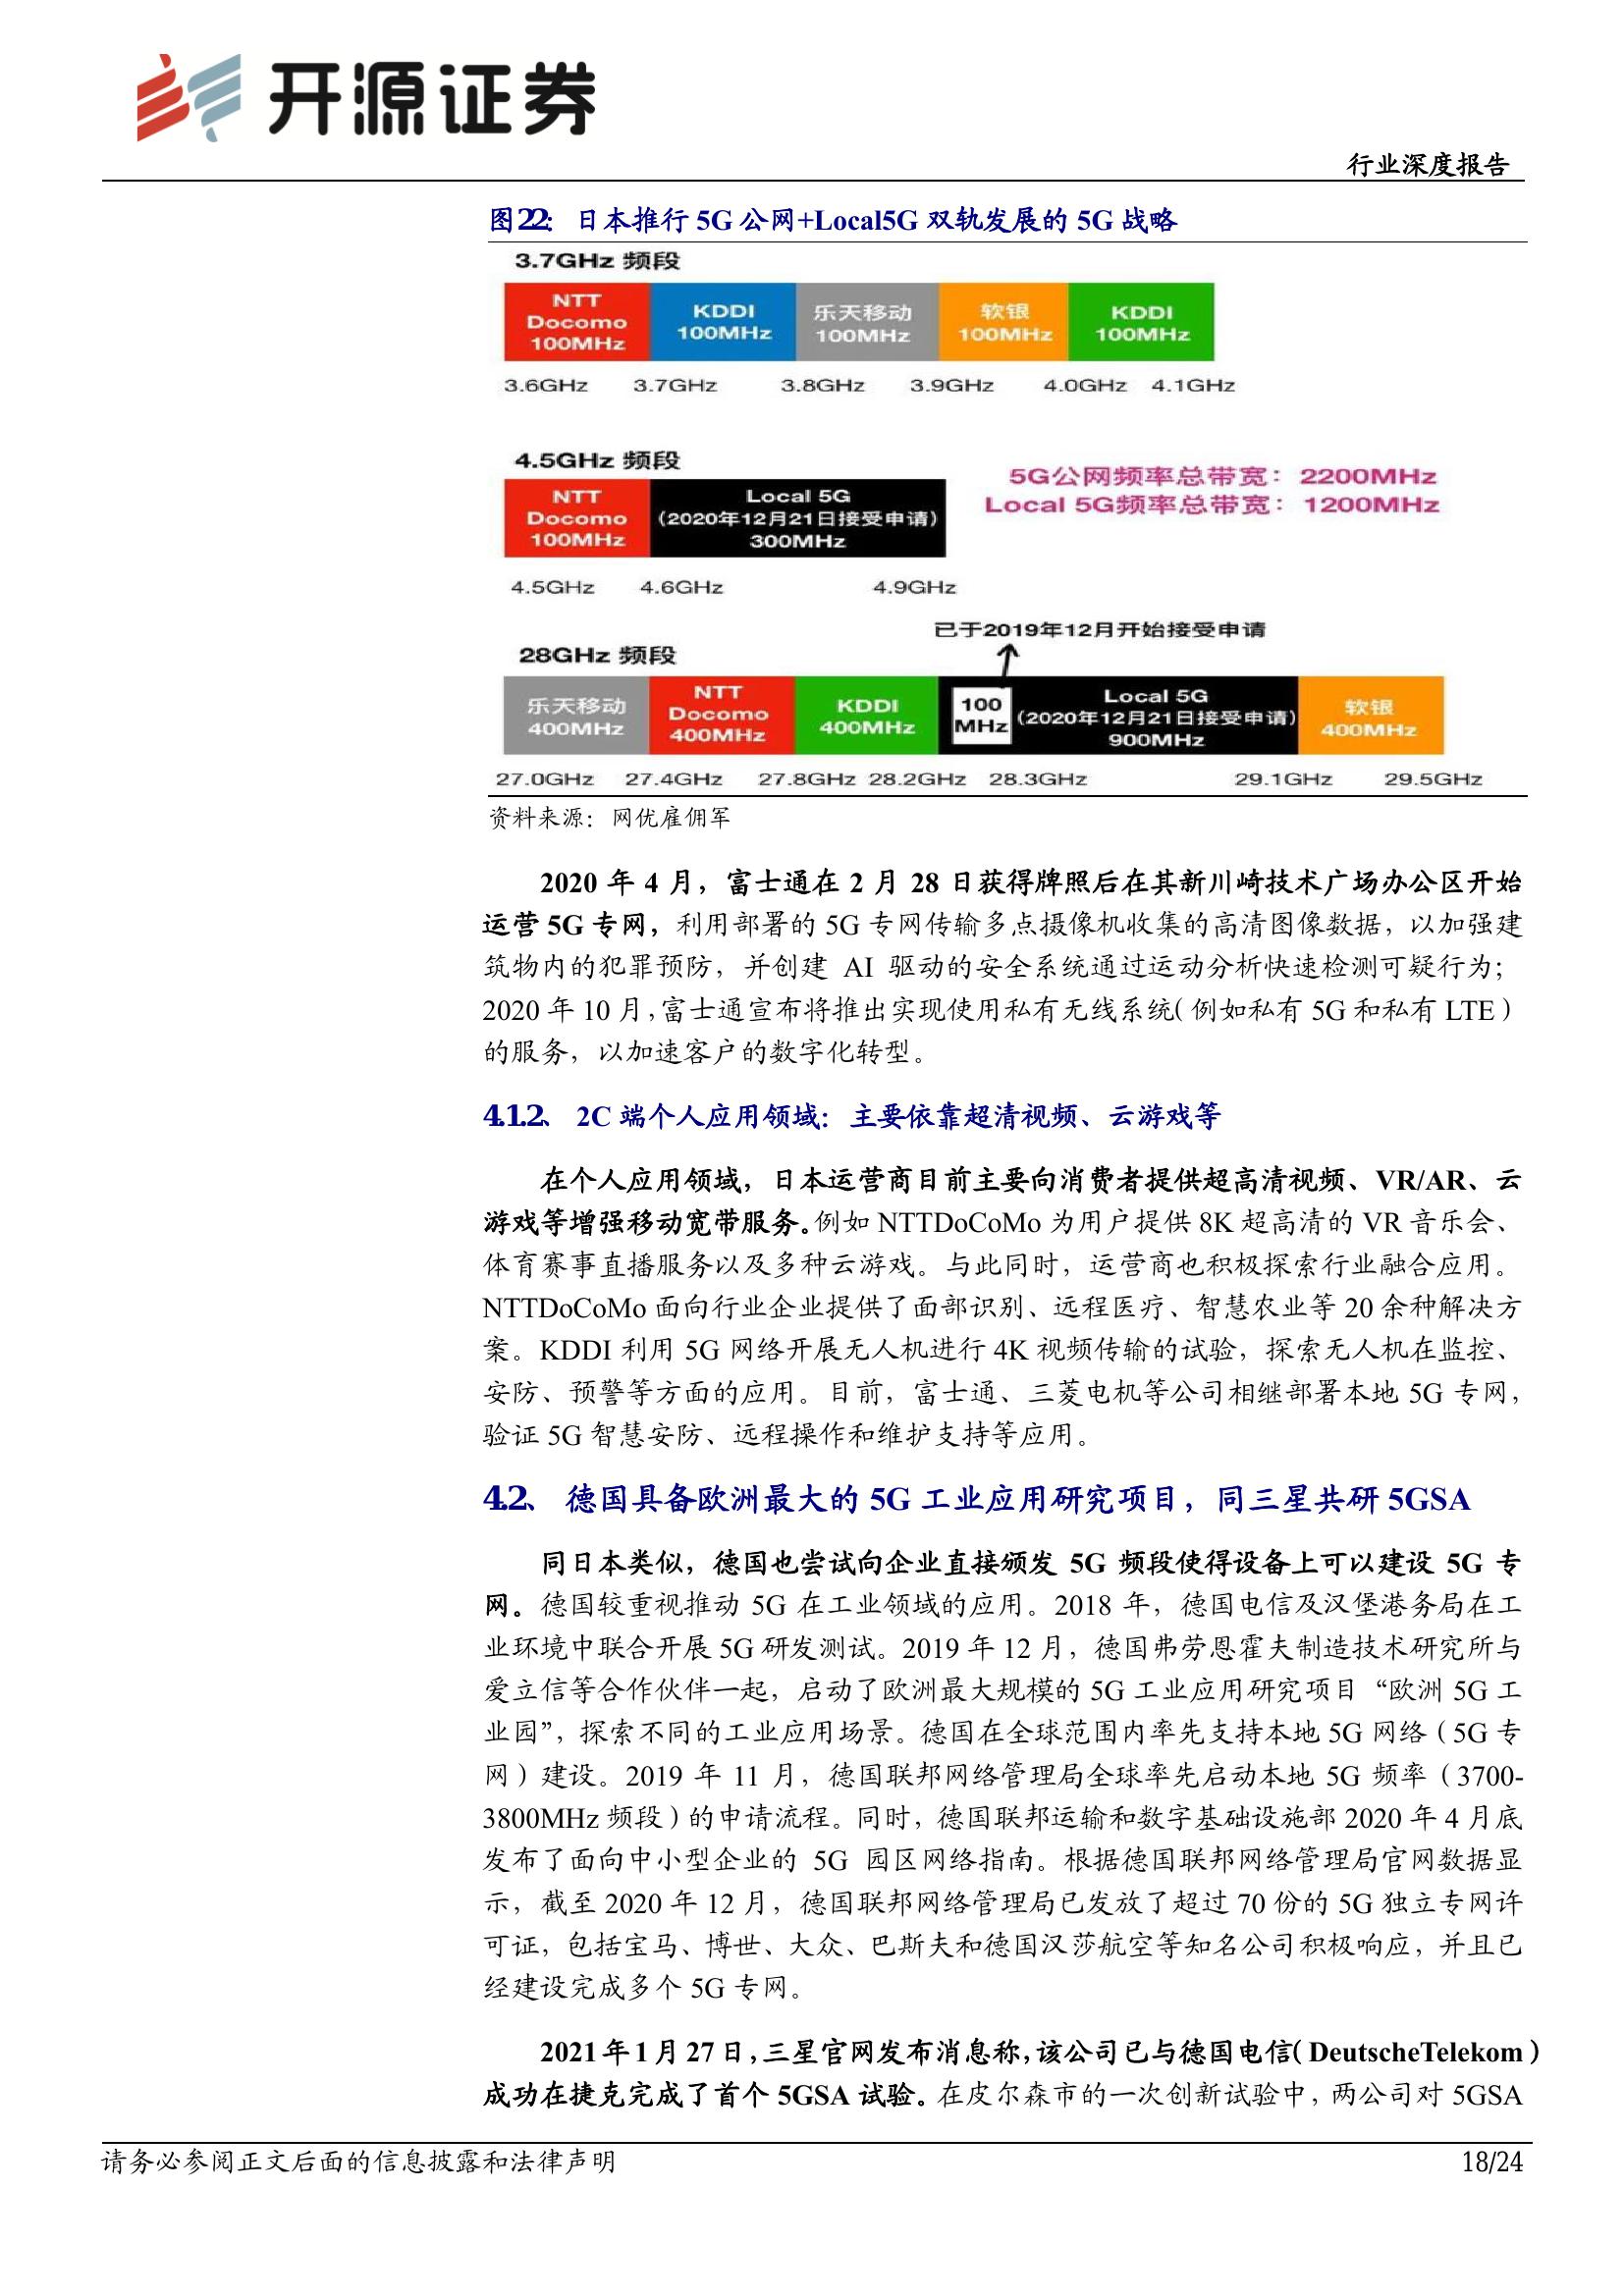 开源证券
行业深度报告
图22：日本推行 5G 公网+Local5G 双轨发展的 5G 战略
3.7GHz 频段
NTT
Docomo
100MHz
KDDI
100MHz
乐天移动
100MHz
软银
100MHz
KDDI
100MHz
3.6GHz 3.7GHz 3.8GHz 3.9GHz 4.0GHz 4.1GHz
4.5GHz 频段
NTT
Docomo
100MHz
Local 5G
(2020年12月21日接受申请)
300MHz
5G公网频率总带宽：2200MHz
Local 5G频率总带宽：1200MHz
4.5GHz 4.6GHz 4.9GHz
已于2019年12月开始接受申请
28GHz 频段
乐天移动
400MHz
NTT
Docomo
400MHz
KDDI
400MHz
100
MHz
Local 5G
(2020年12月21日接受申请)
900MHz
软银
400MHz
27.0GHz 27.4GHz 27.8GHz 28.2GHz 28.3GHz 29.1GHz 29.5GHz
资料来源：网优雇佣军
2020 年 4 月，富士通在 2 月 28 日获得牌照后在其新川崎技术广场办公区开始
运营 5G 专网，利用部署的 5G 专网传输多点摄像机收集的高清图像数据，以加强建
筑物内的犯罪预防，并创建 AI 驱动的安全系统通过运动分析快速检测可疑行为；
2020 年 10 月，富士通宣布将推出实现使用私有无线系统（例如私有 5G 和私有 LTE）
的服务，以加速客户的数字化转型。
4.1.2、 2C 端个人应用领域：主要依靠超清视频、云游戏等
在个人应用领域，日本运营商目前主要向消费者提供超高清视频、VR/AR、云
游戏等增强移动宽带服务。例如 NTTDoCoMo 为用户提供 8K 超高清的 VR 音乐会、
体育赛事直播服务以及多种云游戏。与此同时，运营商也积极探索行业融合应用。
NTTDoCoMo 面向行业企业提供了面部识别、远程医疗、智慧农业等 20 余种解决方
案。KDDI 利用 5G 网络开展无人机进行 4K 视频传输的试验，探索无人机在监控、
安防、预警等方面的应用。目前，富士通、三菱电机等公司相继部署本地 5G 专网，
验证 5G 智慧安防、远程操作和维护支持等应用。
4.2、 德国具备欧洲最大的 5G 工业应用研究项目，同三星共研 5GSA
同日本类似，德国也尝试向企业直接颁发 5G 频段使得设备上可以建设 5G 专
网。德国较重视推动 5G 在工业领域的应用。2018 年，德国电信及汉堡港务局在工
业环境中联合开展 5G 研发测试。2019 年 12 月，德国弗劳恩霍夫制造技术研究所与
爱立信等合作伙伴一起，启动了欧洲最大规模的 5G 工业应用研究项目“欧洲 5G 工
业园”，探索不同的工业应用场景。德国在全球范围内率先支持本地 5G 网络（5G 专
网）建设。2019 年 11 月，德国联邦网络管理局全球率先启动本地 5G 频率（3700-
3800MHz 频段）的申请流程。同时，德国联邦运输和数字基础设施部 2020 年 4 月底
发布了面向中小型企业的 5G 园区网络指南。根据德国联邦网络管理局官网数据显
示，截至 2020 年 12 月，德国联邦网络管理局已发放了超过 70 份的 5G 独立专网许
可证，包括宝马、博世、大众、巴斯夫和德国汉莎航空等知名公司积极响应，并且已
经建设完成多个 5G 专网。
2021 年 1 月 27 日，三星官网发布消息称，该公司已与德国电信（DeutscheTelekom）
成功在捷克完成了首个 5GSA 试验。在皮尔森市的一次创新试验中，两公司对 5GSA
请务必参阅正文后面的信息披露和法律声明
18/24